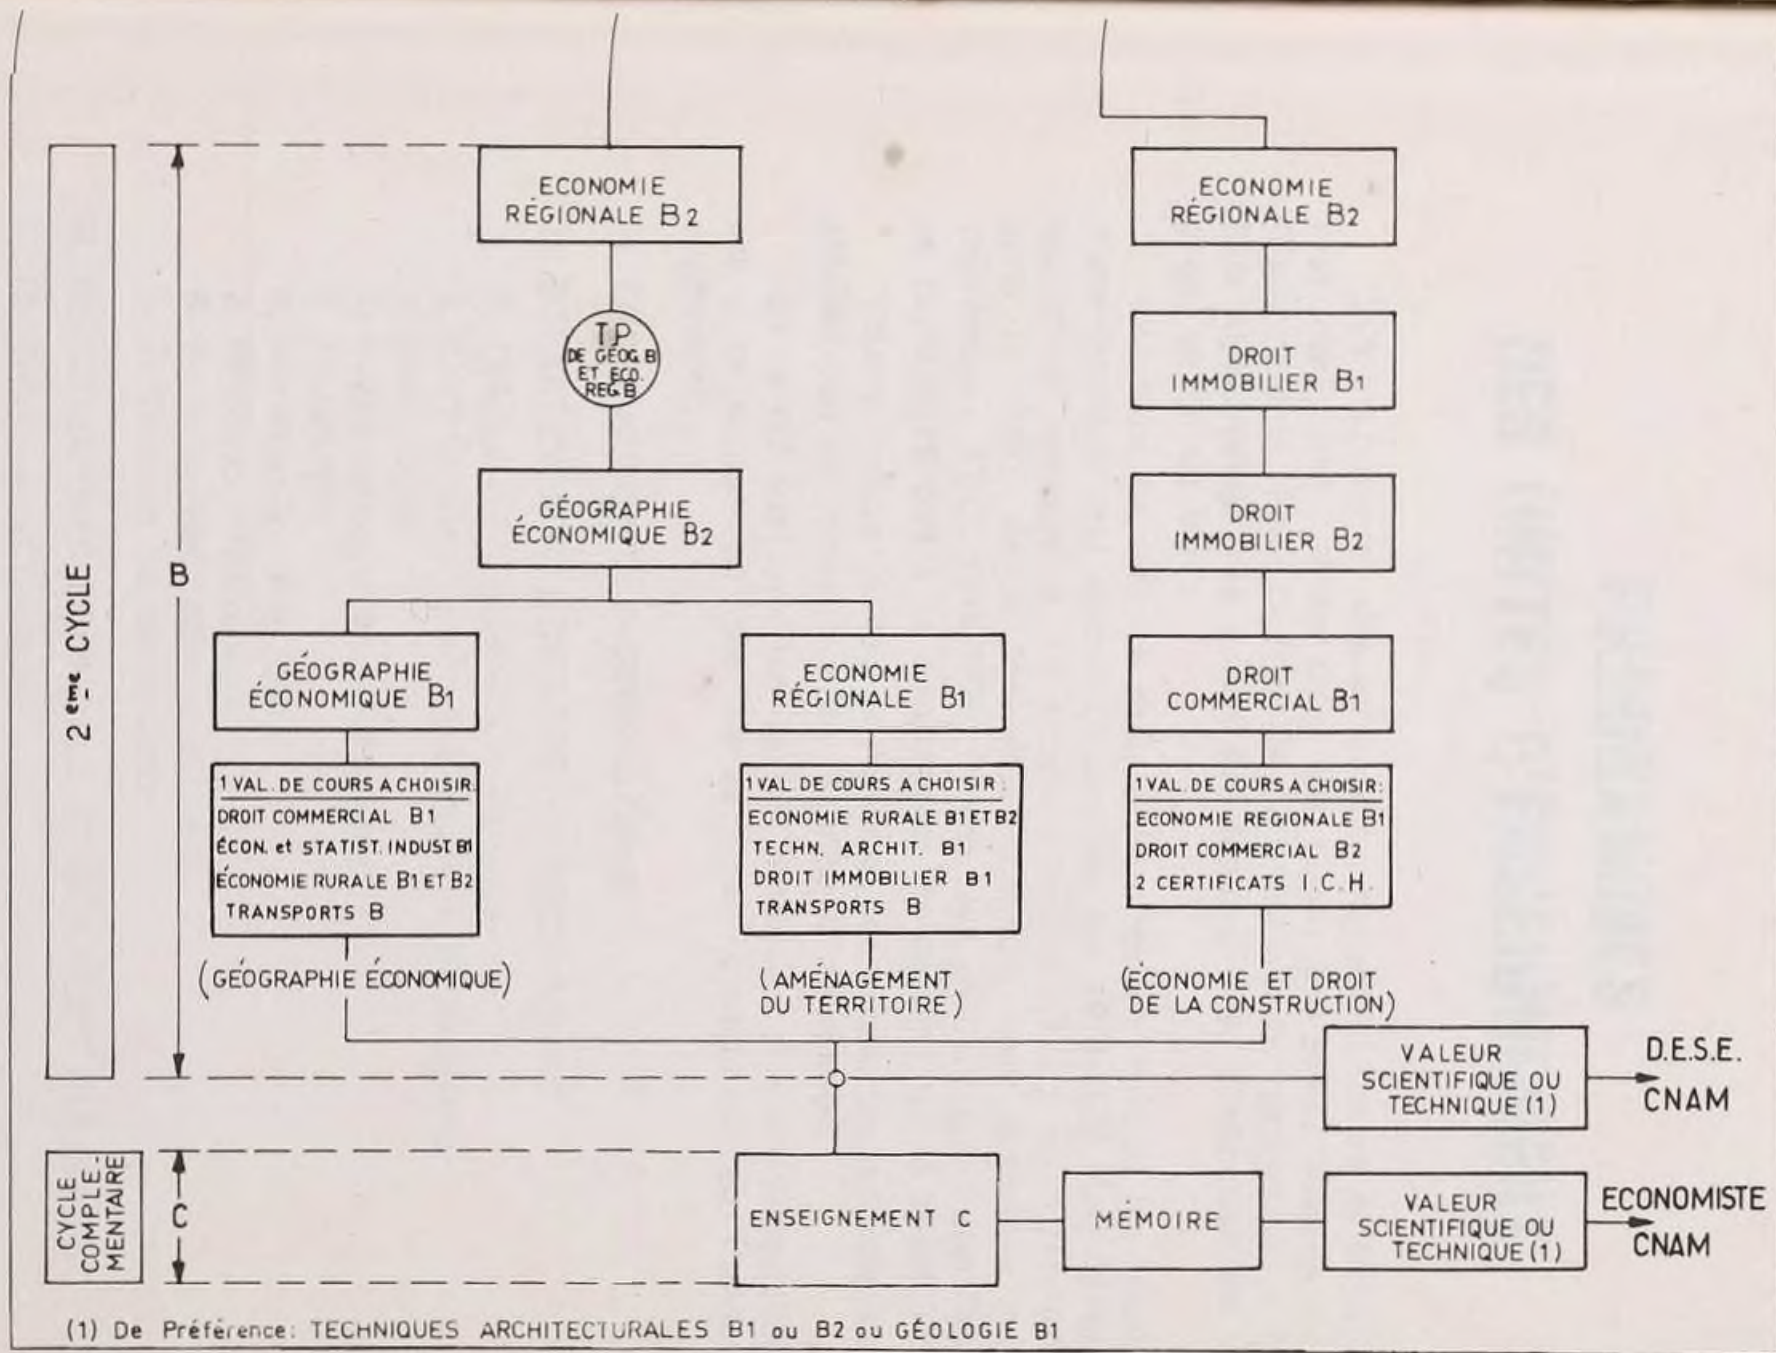 ECONOMIE
RÉGIONALE B2
ECONOMIE
RÉGIONALE B2
TP
DE GÉOG. B
ET ECO.
REG. B
DROIT
IMMOBILIER B1
GÉOGRAPHIE
ÉCONOMIQUE B2
DROIT
IMMOBILIER B2
2 eme CYCLE
B
GÉOGRAPHIE
ÉCONOMIQUE B1
ECONOMIE
RÉGIONALE B1
DROIT
COMMERCIAL B1
1 VAL. DE COURS A CHOISIR:
DROIT COMMERCIAL B1
ÉCON. et STATIST. INDUST B1
ÉCONOMIE RURALE B1 ET B2
TRANSPORTS B
1 VAL. DE COURS A CHOISIR:
ECONOMIE RURALE B1 ET B2
TECHN. ARCHIT. B1
DROIT IMMOBILIER B1
TRANSPORTS B
1 VAL. DE COURS A CHOISIR:
ECONOMIE REGIONALE B1
DROIT COMMERCIAL B2
2 CERTIFICATS I.C.H.
(GÉOGRAPHIE ÉCONOMIQUE)
(AMÉNAGEMENT
DU TERRITOIRE)
(ÉCONOMIE ET DROIT
DE LA CONSTRUCTION)
VALEUR
SCIENTIFIQUE OU
TECHNIQUE (1)
D.E.S.E.
CNAM
CYCLE
COMPLE-
MENTAIRE
C
ENSEIGNEMENT C
MÉMOIRE
VALEUR
SCIENTIFIQUE OU
TECHNIQUE (1)
ECONOMISTE
CNAM
(1) De Préférence: TECHNIQUES ARCHITECTURALES B1 ou B2 ou GÉOLOGIE B1